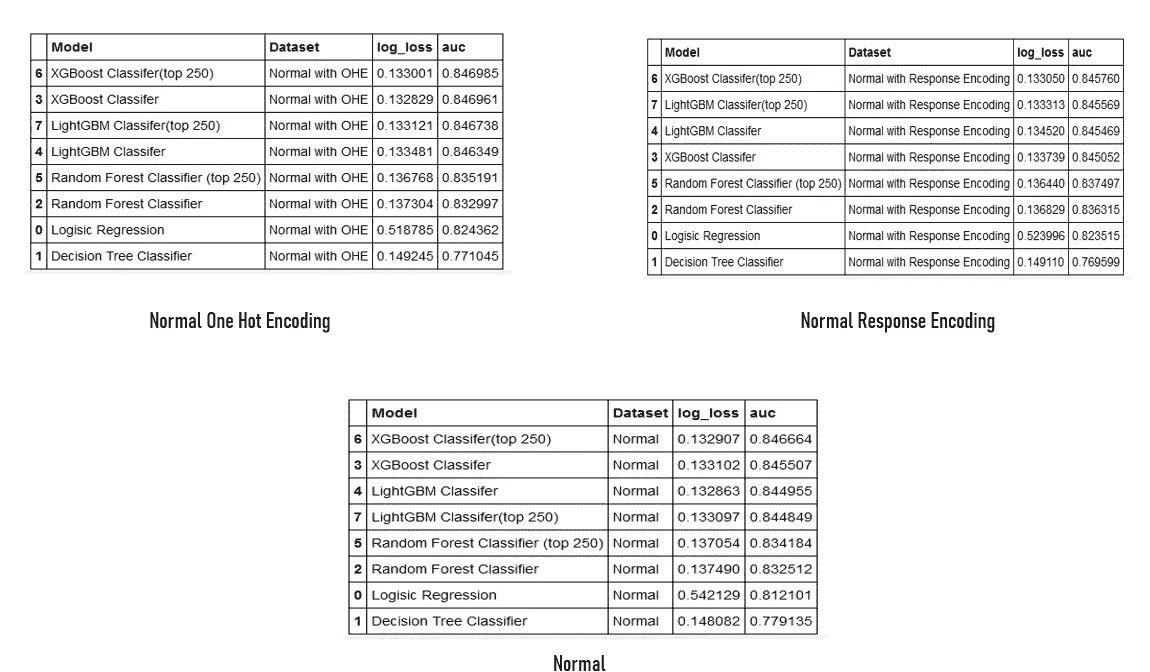 Model Dataset log_loss auc
6 XGBoost Classifer(top 250) Normal with OHE 0.133001 0.846985
3 XGBoost Classifer Normal with OHE 0.132829 0.846961
7 LightGBM Classifer(top 250) Normal with OHE 0.133121 0.846738
4 LightGBM Classifer Normal with OHE 0.133481 0.846349
5 Random Forest Classifier (top 250) Normal with OHE 0.136768 0.835191
2 Random Forest Classifier Normal with OHE 0.137304 0.832997
0 Logisic Regression Normal with OHE 0.518785 0.824362
1 Decision Tree Classifier Normal with OHE 0.149245 0.771045
Normal One Hot Encoding
Model Dataset log_loss auc
6 XGBoost Classifer(top 250) Normal with Response Encoding 0.133050 0.845760
7 LightGBM Classifer(top 250) Normal with Response Encoding 0.133313 0.845569
4 LightGBM Classifer Normal with Response Encoding 0.134520 0.845469
3 XGBoost Classifer Normal with Response Encoding 0.133739 0.845052
5 Random Forest Classifier (top 250) Normal with Response Encoding 0.136440 0.837497
2 Random Forest Classifier Normal with Response Encoding 0.136829 0.836315
0 Logisic Regression Normal with Response Encoding 0.523996 0.823515
1 Decision Tree Classifier Normal with Response Encoding 0.149110 0.769599
Normal Response Encoding
Model Dataset log_loss auc
6 XGBoost Classifer(top 250) Normal 0.132907 0.846664
3 XGBoost Classifer Normal 0.133102 0.845507
4 LightGBM Classifer Normal 0.132863 0.844955
7 LightGBM Classifer(top 250) Normal 0.133097 0.844849
5 Random Forest Classifier (top 250) Normal 0.137054 0.834184
2 Random Forest Classifier Normal 0.137490 0.832512
0 Logisic Regression Normal 0.542129 0.812101
1 Decision Tree Classifier Normal 0.148082 0.779135
Normal